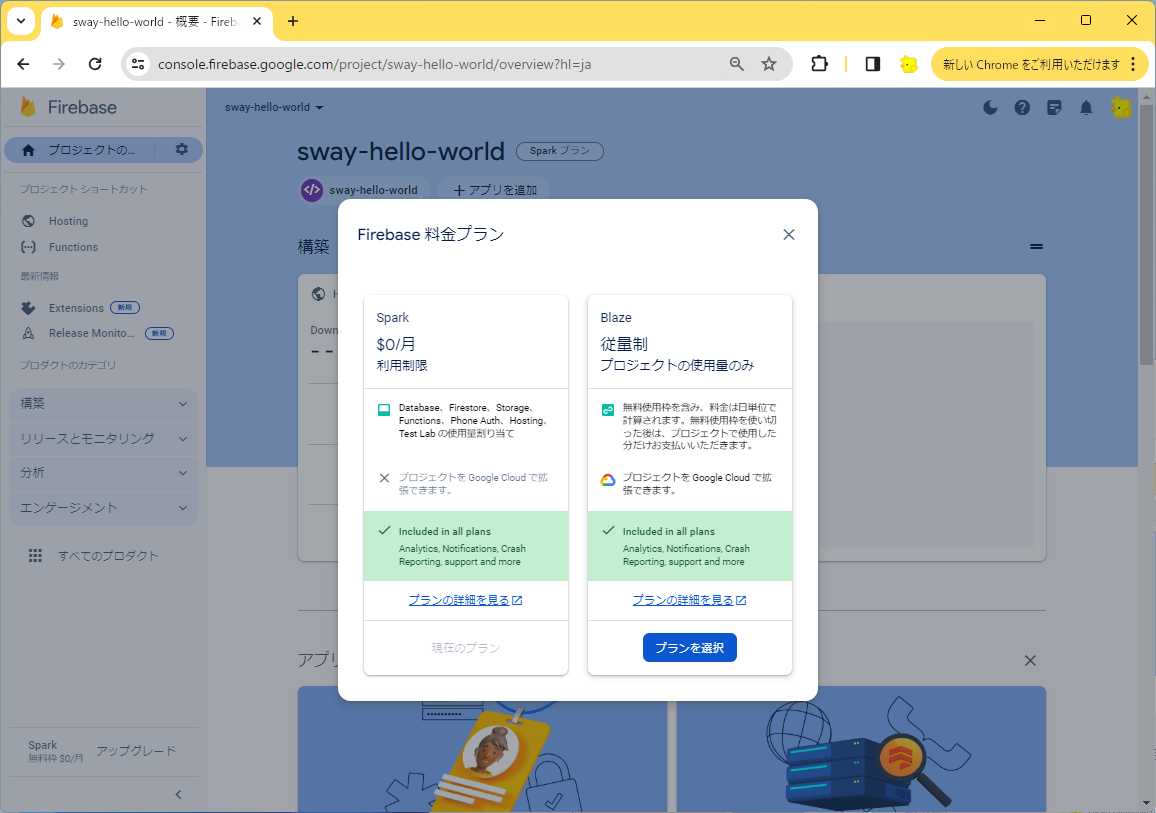 sway-hello-world - 概要 - Fireb
console.firebase.google.com/project/sway-hello-world/overview?hl=ja
新しい Chrome をご利用いただけます
Firebase
sway-hello-world
プロジェクトの...
sway-hello-world
Spark プラン
プロジェクト ショートカット
sway-hello-world
アプリを追加
Hosting
Functions
最新情報
Extensions
新規
Release Monito...
新規
プロダクトのカテゴリ
構築
リリースとモニタリング
分析
エンゲージメント
すべてのプロダクト
Spark
無料枠 $0/月
アップグレード
構築
H
Down
--
アプリ
Firebase 料金プラン
Spark
$0/月
利用制限
Database、Firestore、Storage、
Functions、Phone Auth、Hosting、
Test Lab の使用量割り当て
プロジェクトを Google Cloud で拡
張できます。
Included in all plans
Analytics, Notifications, Crash
Reporting, support and more
プランの詳細を見る
現在のプラン
Blaze
従量制
プロジェクトの使用量のみ
無料使用枠を含み、料金は日単位で
計算されます。無料使用枠を使い切
った後は、プロジェクトで使用した
分だけお支払いいただきます。
プロジェクトを Google Cloud で拡
張できます。
Included in all plans
Analytics, Notifications, Crash
Reporting, support and more
プランの詳細を見る
プランを選択